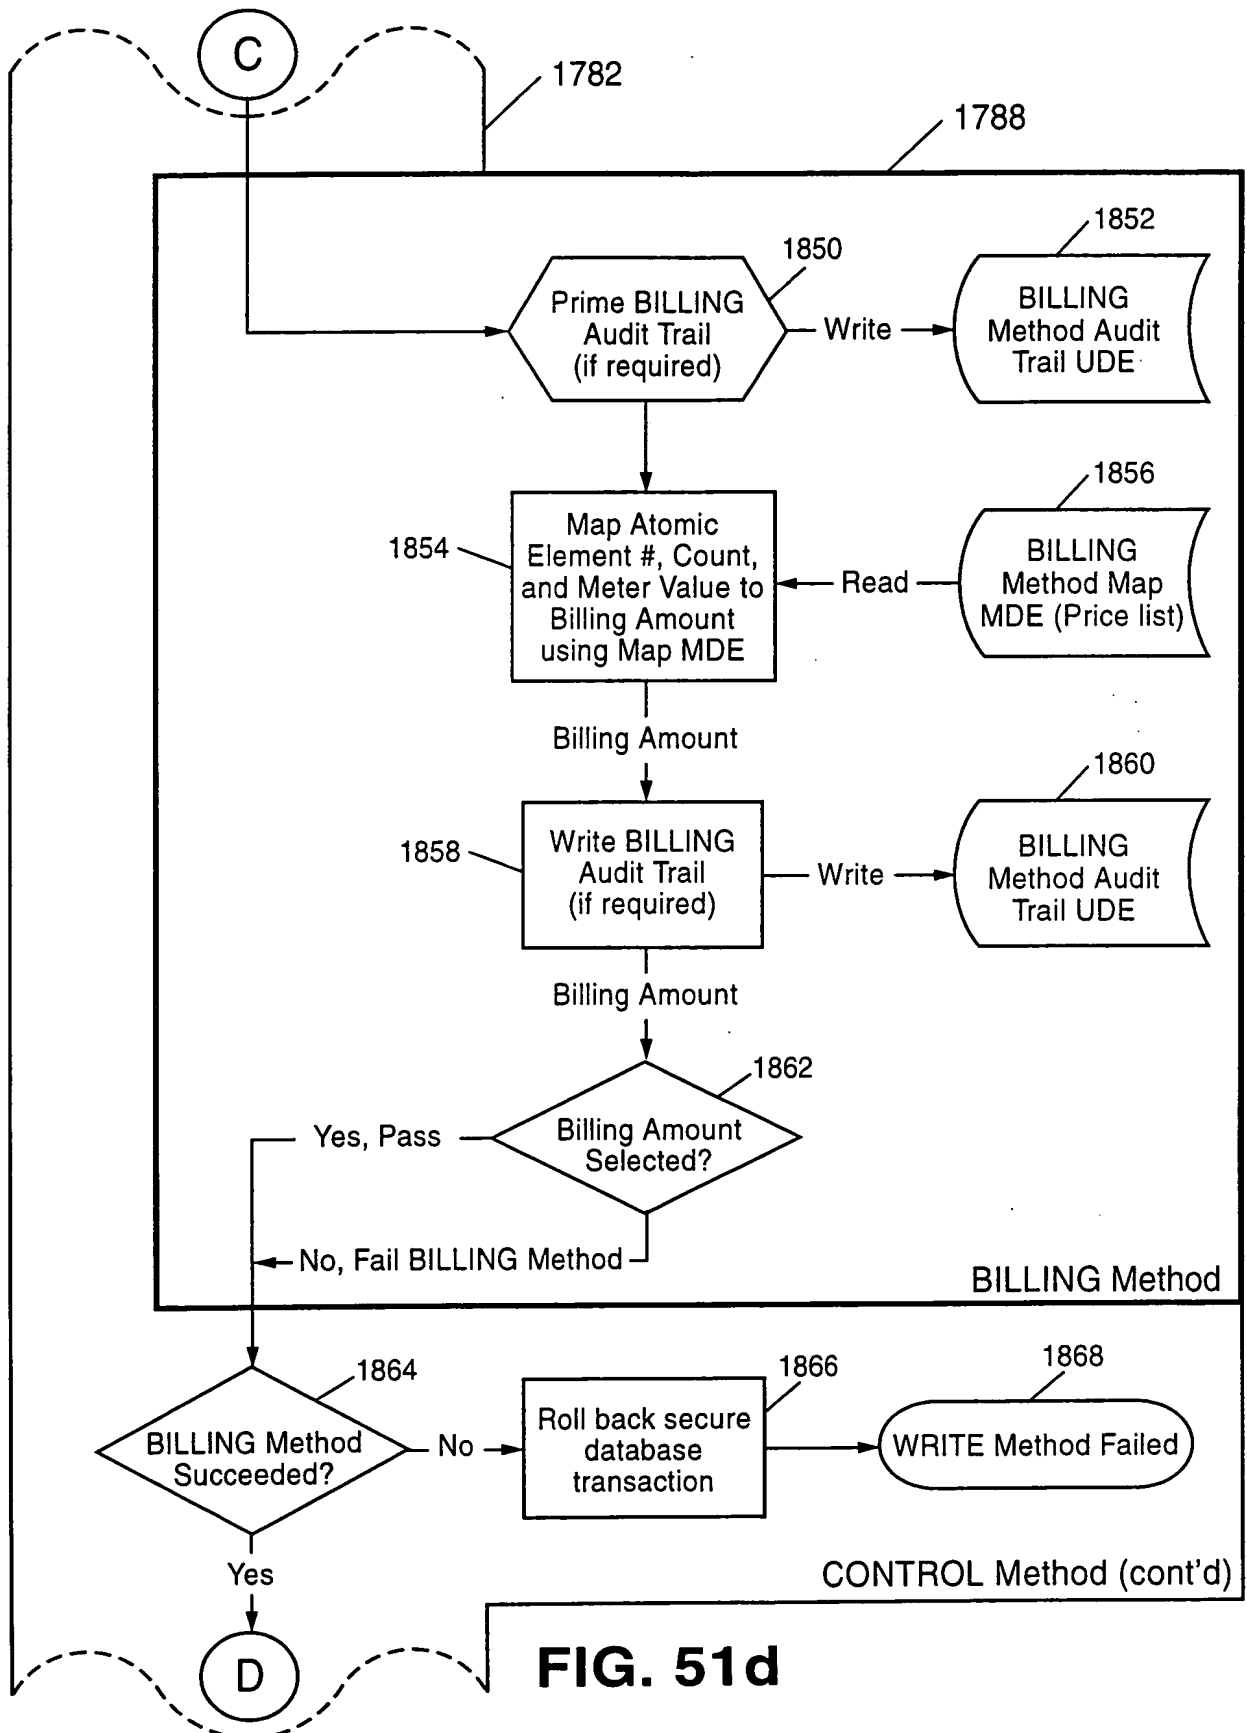 C
1782
1788
1850
Prime BILLING
Audit Trail
(if required)
Write
1852
BILLING
Method Audit
Trail UDE
1854
Map Atomic
Element #, Count,
and Meter Value to
Billing Amount
using Map MDE
Read
1856
BILLING
Method Map
MDE (Price list)
Billing Amount
1858
Write BILLING
Audit Trail
(if required)
Write
1860
BILLING
Method Audit
Trail UDE
Billing Amount
1862
Billing Amount
Selected?
Yes, Pass
No, Fail BILLING Method
BILLING Method
1864
BILLING Method
Succeeded?
No
1866
Roll back secure
database
transaction
1868
WRITE Method Failed
Yes
CONTROL Method (cont'd)
D
FIG. 51d